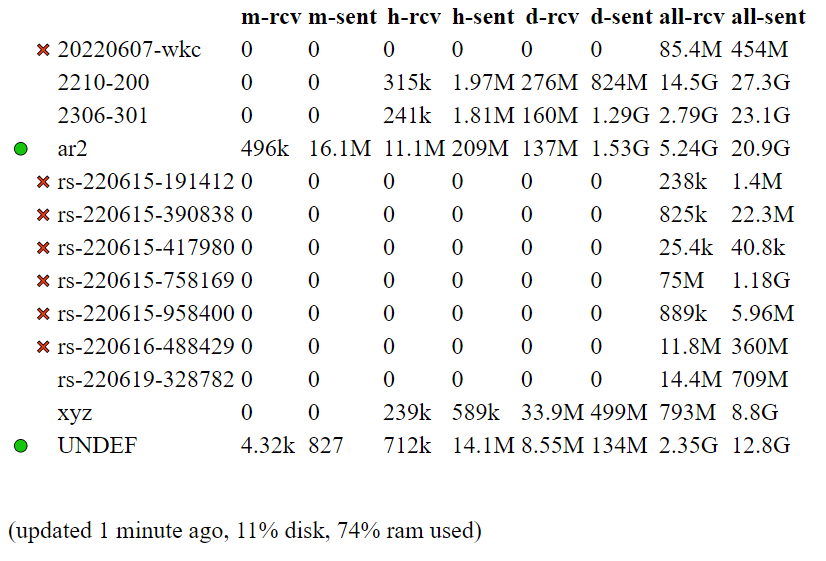 m-rcv m-sent h-rcv h-sent d-rcv d-sent all-rcv all-sent
20220607-wkc 0 0 0 0 0 0 85.4M 454M
2210-200 0 0 315k 1.97M 276M 824M 14.5G 27.3G
2306-301 0 0 241k 1.81M 160M 1.29G 2.79G 23.1G
ar2 496k 16.1M 11.1M 209M 137M 1.53G 5.24G 20.9G
rs-220615-191412 0 0 0 0 0 0 238k 1.4M
rs-220615-390838 0 0 0 0 0 0 825k 22.3M
rs-220615-417980 0 0 0 0 0 0 25.4k 40.8k
rs-220615-758169 0 0 0 0 0 0 75M 1.18G
rs-220615-958400 0 0 0 0 0 0 889k 5.96M
rs-220616-488429 0 0 0 0 0 0 11.8M 360M
rs-220619-328782 0 0 0 0 0 0 14.4M 709M
xyz 0 0 239k 589k 33.9M 499M 793M 8.8G
UNDEF 4.32k 827 712k 14.1M 8.55M 134M 2.35G 12.8G
(updated 1 minute ago, 11% disk, 74% ram used)